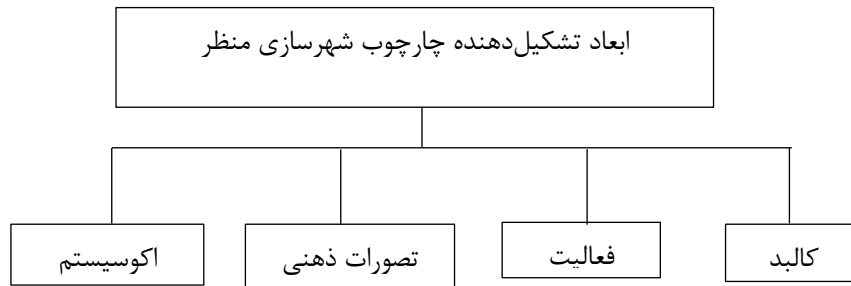 ابعاد تشکیل‌دهنده چارچوب شهرسازی منظر
کالبد
فعالیت
تصورات ذهنی
اکوسیستم